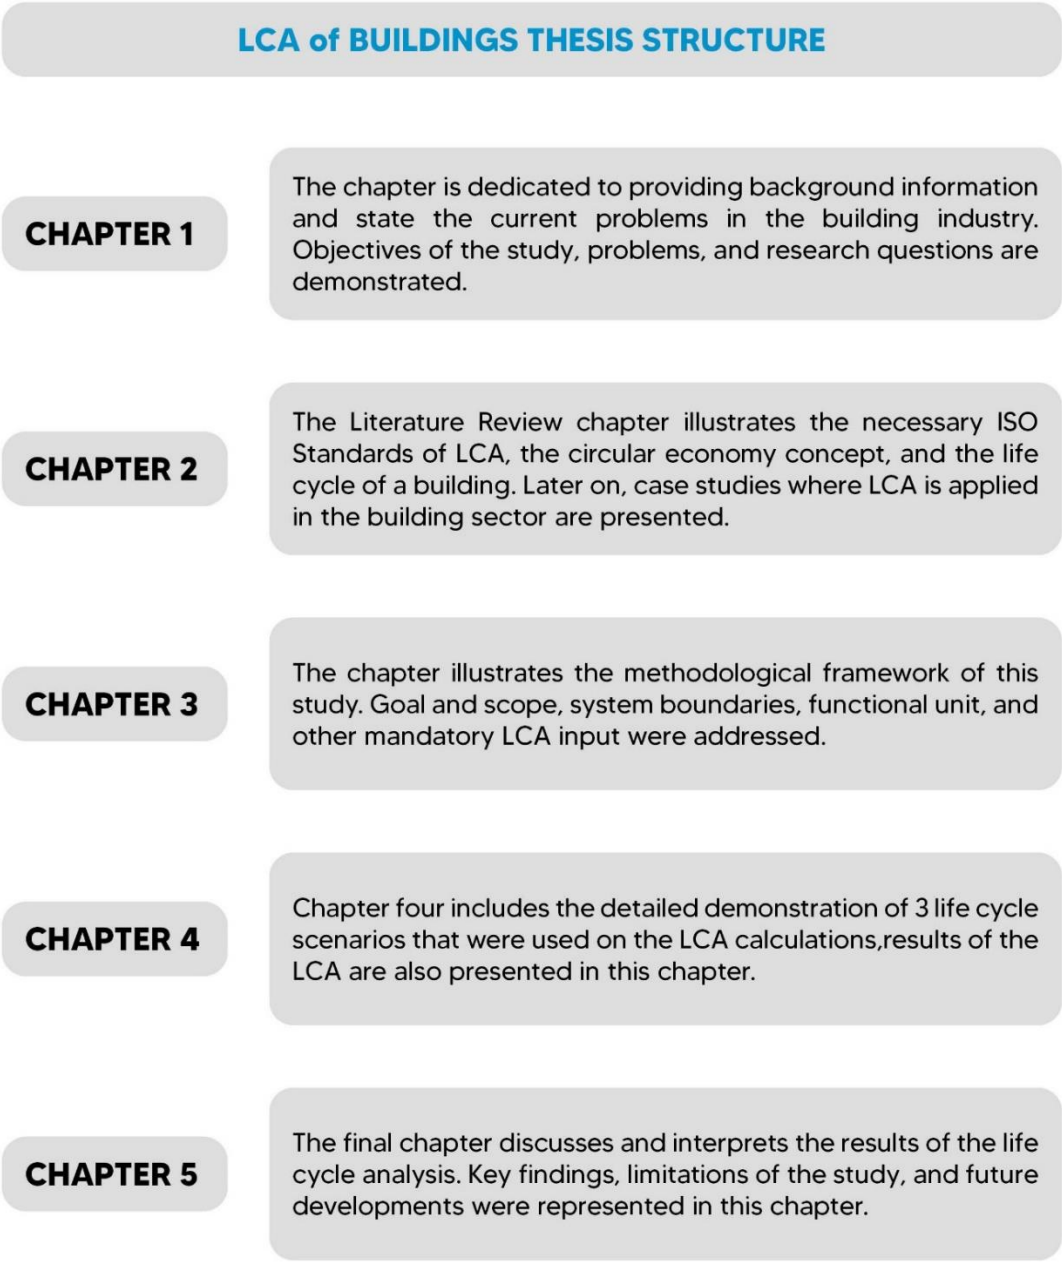 LCA of BUILDINGS THESIS STRUCTURE
CHAPTER 1
The chapter is dedicated to providing background information
and state the current problems in the building industry.
Objectives of the study, problems, and research questions are
demonstrated.
CHAPTER 2
The Literature Review chapter illustrates the necessary ISO
Standards of LCA, the circular economy concept, and the life
cycle of a building. Later on, case studies where LCA is applied
in the building sector are presented.
CHAPTER 3
The chapter illustrates the methodological framework of this
study. Goal and scope, system boundaries, functional unit, and
other mandatory LCA input were addressed.
CHAPTER 4
Chapter four includes the detailed demonstration of 3 life cycle
scenarios that were used on the LCA calculations,results of the
LCA are also presented in this chapter.
CHAPTER 5
The final chapter discusses and interprets the results of the life
cycle analysis. Key findings, limitations of the study, and future
developments were represented in this chapter.